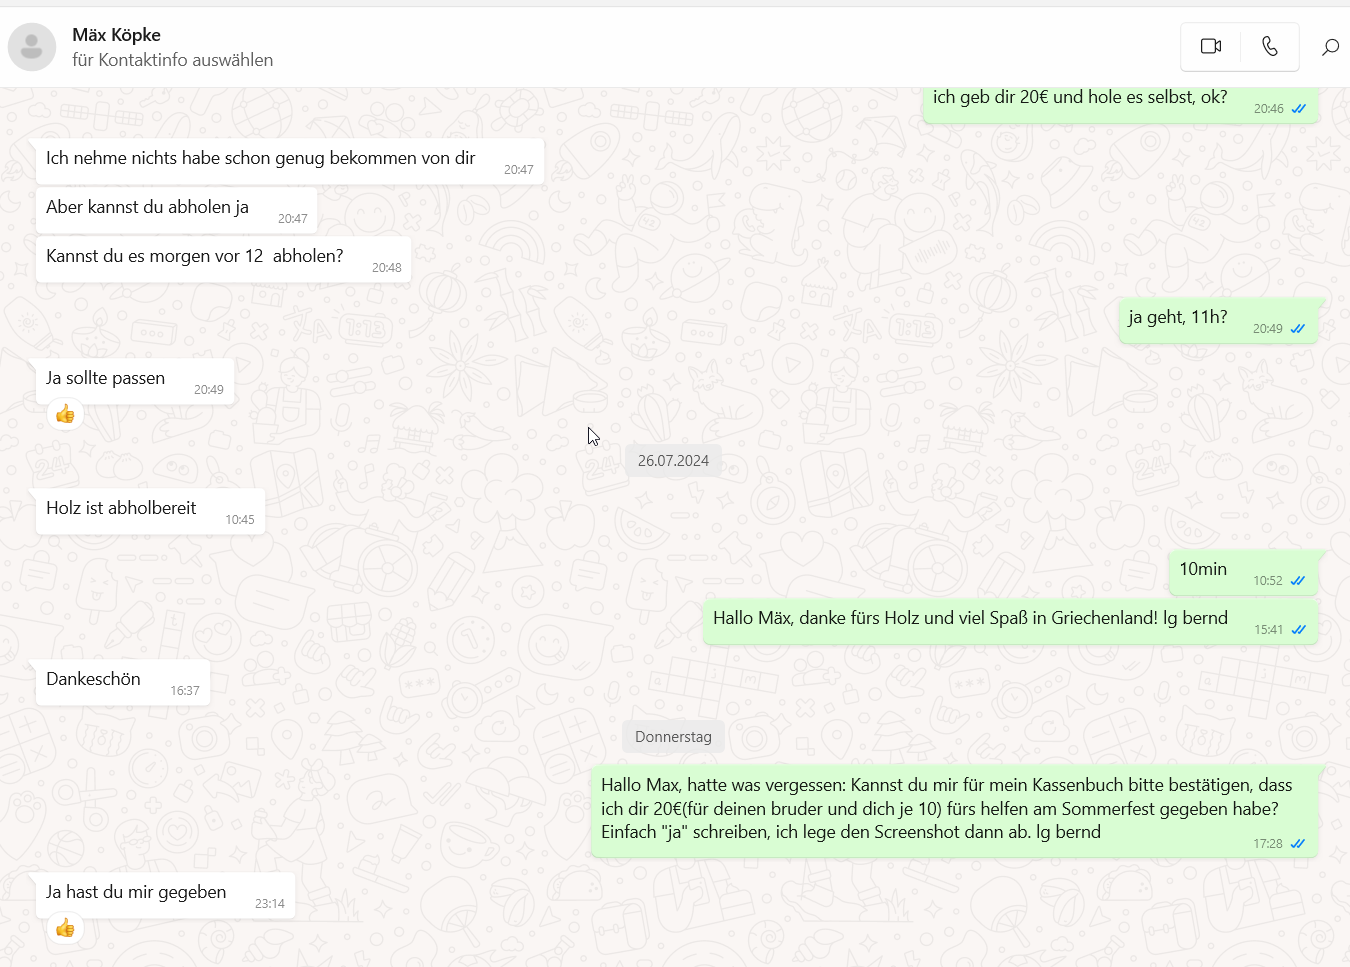 Mäx Köpke
für Kontaktinfo auswählen
ich geb dir 20€ und hole es selbst, ok?
20:46
Ich nehme nichts habe schon genug bekommen von dir
20:47
Aber kannst du abholen ja
20:47
Kannst du es morgen vor 12  abholen?
20:48
ja geht, 11h?
20:49
Ja sollte passen
20:49
26.07.2024
Holz ist abholbereit
10:45
10min
10:52
Hallo Mäx, danke fürs Holz und viel Spaß in Griechenland! lg bernd
15:41
Dankeschön
16:37
Donnerstag
Hallo Max, hatte was vergessen: Kannst du mir für mein Kassenbuch bitte bestätigen, dass
ich dir 20€(für deinen bruder und dich je 10) fürs helfen am Sommerfest gegeben habe?
Einfach "ja" schreiben, ich lege den Screenshot dann ab. lg bernd
17:28
Ja hast du mir gegeben
23:14